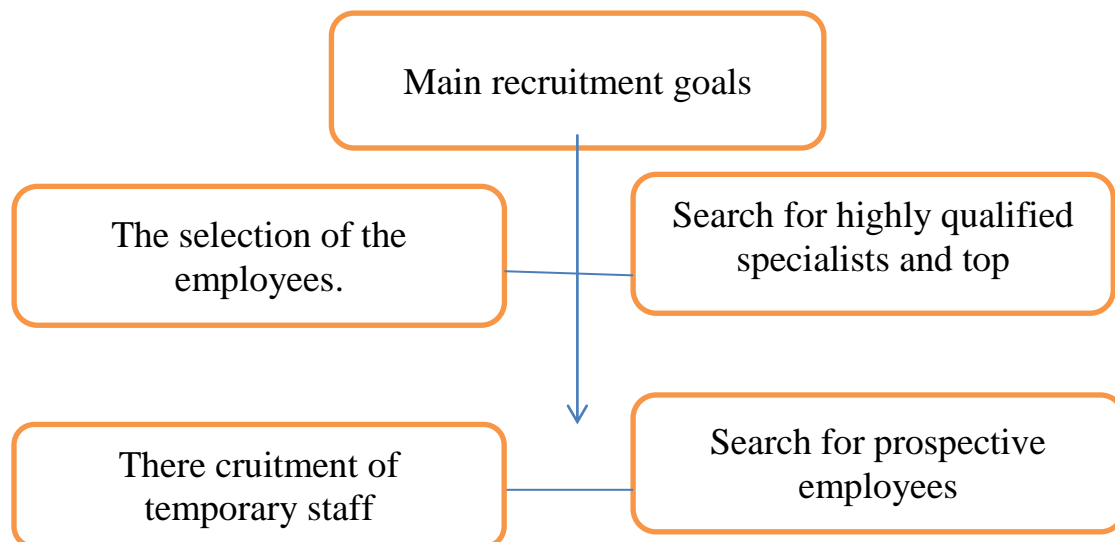 Main recruitment goals
The selection of the
employees.
Search for highly qualified
specialists and top
There cruitment of
temporary staff
Search for prospective
employees